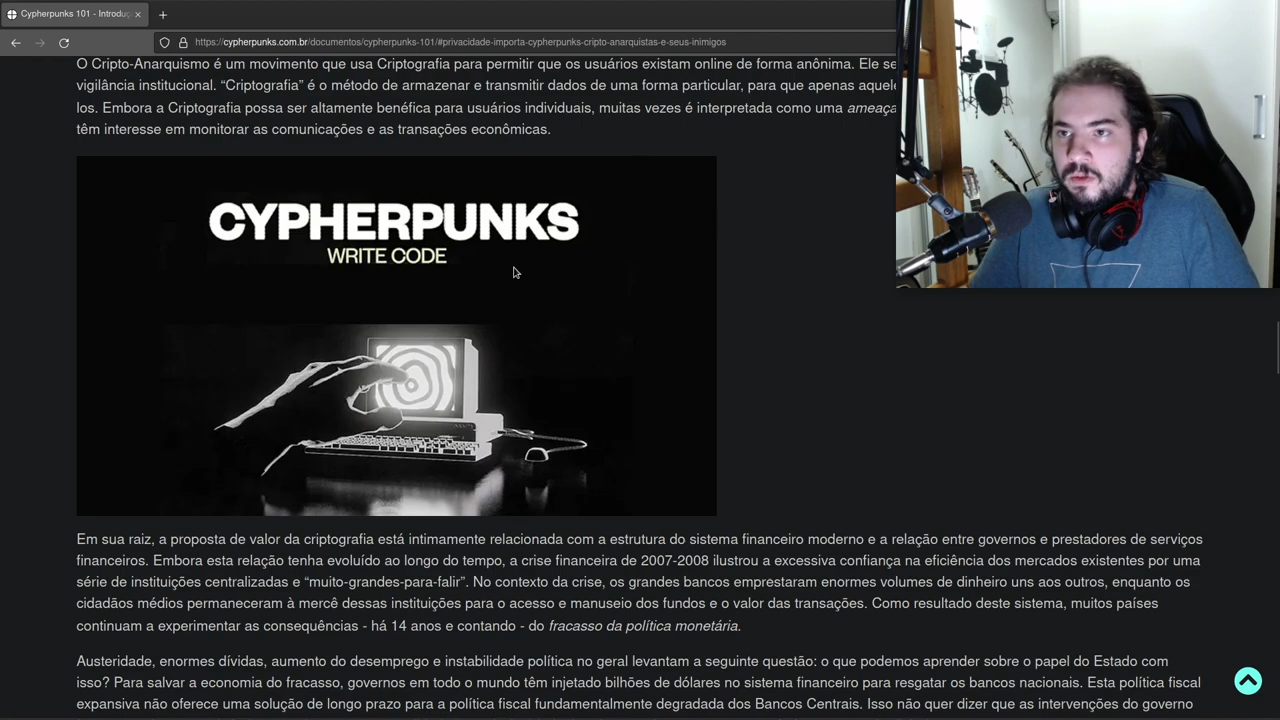 Cypherpunks 101 - Introdu
https://cypherpunks.com.br/documentos/cypherpunks-101/#privacidade-importa-cypherpunks-cripto-anarquistas-e-seus-inimigos
O Cripto-Anarquismo é um movimento que usa Criptografia para permitir que os usuários existam online de forma anônima. Ele se
vigilância institucional. “Criptografia” é o método de armazenar e transmitir dados de uma forma particular, para que apenas aquel
los. Embora a Criptografia possa ser altamente benéfica para usuários individuais, muitas vezes é interpretada como uma ameaça
têm interesse em monitorar as comunicações e as transações econômicas.
CYPHERPUNKS
WRITE CODE
Em sua raiz, a proposta de valor da criptografia está intimamente relacionada com a estrutura do sistema financeiro moderno e a relação entre governos e prestadores de serviços
financeiros. Embora esta relação tenha evoluído ao longo do tempo, a crise financeira de 2007-2008 ilustrou a excessiva confiança na eficiência dos mercados existentes por uma
série de instituições centralizadas e “muito-grandes-para-falir”. No contexto da crise, os grandes bancos emprestaram enormes volumes de dinheiro uns aos outros, enquanto os
cidadãos médios permaneceram à mercê dessas instituições para o acesso e manuseio dos fundos e o valor das transações. Como resultado deste sistema, muitos países
continuam a experimentar as consequências - há 14 anos e contando - do fracasso da política monetária.
Austeridade, enormes dívidas, aumento do desemprego e instabilidade política no geral levantam a seguinte questão: o que podemos aprender sobre o papel do Estado com
isso? Para salvar a economia do fracasso, governos em todo o mundo têm injetado bilhões de dólares no sistema financeiro para resgatar os bancos nacionais. Esta política fiscal
expansiva não oferece uma solução de longo prazo para a política fiscal fundamentalmente degradada dos Bancos Centrais. Isso não quer dizer que as intervenções do governo